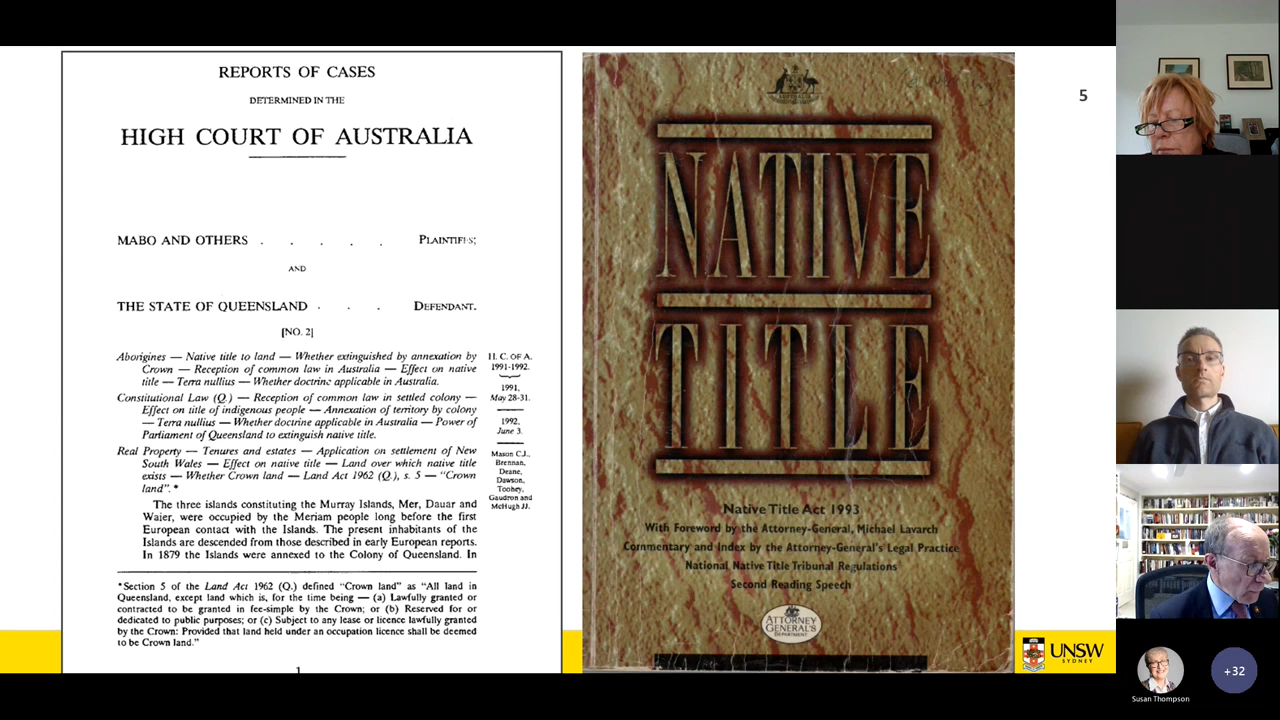 REPORTS OF CASES
DETERMINED IN THE
HIGH COURT OF AUSTRALIA
MABO AND OTHERS . . . . . PLAINTIFFS;
AND
THE STATE OF QUEENSLAND . . . DEFENDANT.
[NO. 2]
Aborigines — Native title to land — Whether extinguished by annexation by
Crown — Reception of common law in Australia — Effect on native
title — Terra nullius — Whether doctrine applicable in Australia.
Constitutional Law (Q.) — Reception of common law in settled colony —
Effect on title of indigenous people — Annexation of territory by colony
— Terra nullius — Whether doctrine applicable in Australia — Power of
Parliament of Queensland to extinguish native title.
Real Property — Tenures and estates — Application on settlement of New
South Wales — Effect on native title — Land over which native title
exists — Whether Crown land — Land Act 1962 (Q.), s. 5 — "Crown
land".*
The three islands constituting the Murray Islands, Mer, Dauar and
Waier, were occupied by the Meriam people long before the first
European contact with the Islands. The present inhabitants of the
Islands are descended from those described in early European reports.
In 1879 the Islands were annexed to the Colony of Queensland. In
H. C. OF A.
1991-1992.
1991,
May 28-31.
1992,
June 3.
Mason C.J.,
Brennan,
Deane,
Dawson,
Toohey,
Gaudron and
McHugh JJ.
*Section 5 of the Land Act 1962 (Q.) defined "Crown land" as "All land in
Queensland, except land which is, for the time being — (a) Lawfully granted or
contracted to be granted in fee-simple by the Crown; or (b) Reserved for or
dedicated to public purposes; or (c) Subject to any lease or licence lawfully granted
by the Crown: Provided that land held under an occupation licence shall be deemed
to be Crown land."
1
AUSTRALIA
NATIVE
TITLE
Native Title Act 1993
With Foreword by the Attorney-General, Michael Lavarch
Commentary and Index by the Attorney-General's Legal Practice
National Native Title Tribunal Regulations
Second Reading Speech
ATTORNEY
GENERAL'S
DEPARTMENT
5
UNSW
SYDNEY
Susan Thompson
+32